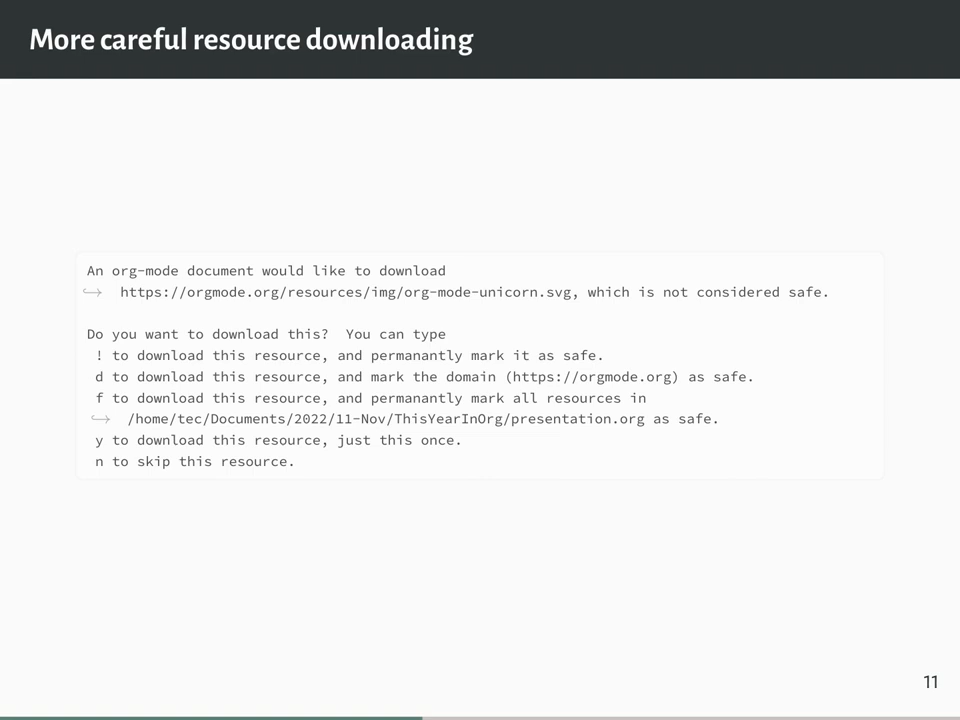 More careful resource downloading
An org-mode document would like to download
↪ https://orgmode.org/resources/img/org-mode-unicorn.svg, which is not considered safe.
Do you want to download this?  You can type
! to download this resource, and permanantly mark it as safe.
d to download this resource, and mark the domain (https://orgmode.org) as safe.
f to download this resource, and permanantly mark all resources in
↪ /home/tec/Documents/2022/11-Nov/ThisYearInOrg/presentation.org as safe.
y to download this resource, just this once.
n to skip this resource.
11